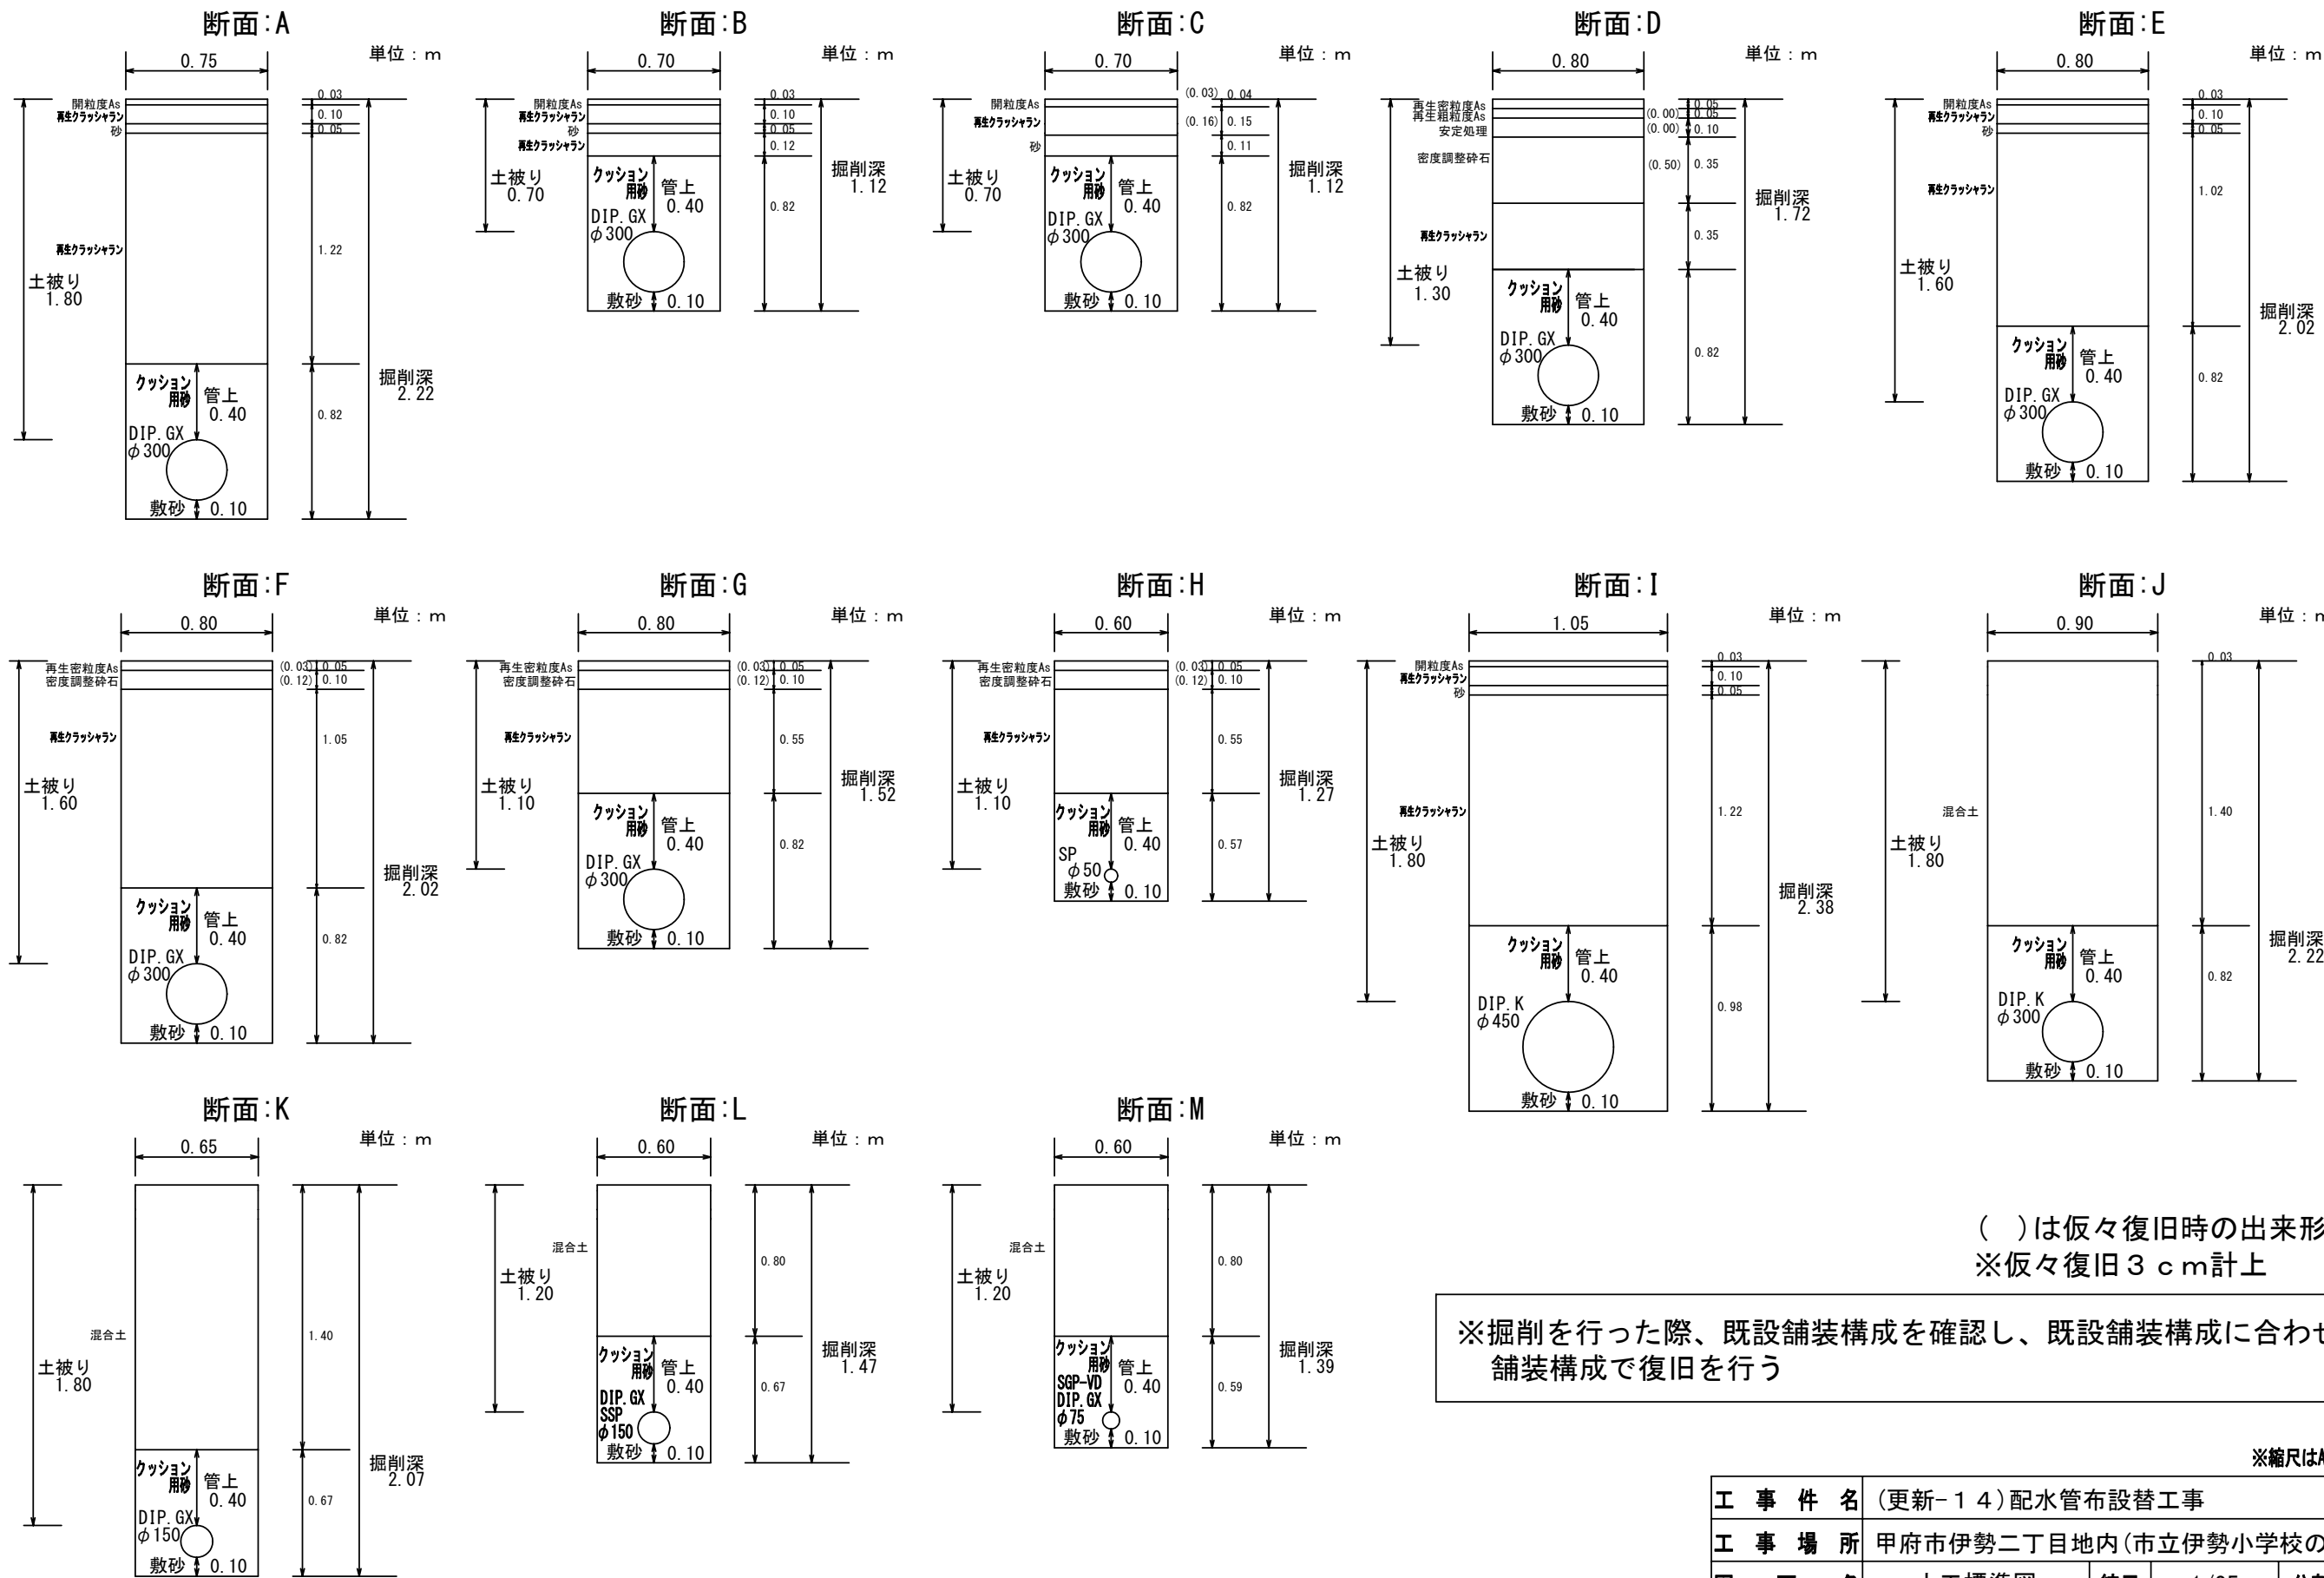 断面:A
単位：m
0.75
開粒度As
再生クラッシャラン
砂
再生クラッシャラン
0.03
0.10
0.05
1.22
0.82
土被り
1.80
掘削深
2.22
クッション
用砂
管上
0.40
DIP.GX
φ300
敷砂 0.10
断面:B
単位：m
0.70
開粒度As
再生クラッシャラン
砂
再生クラッシャラン
0.03
0.10
0.05
0.12
0.82
土被り
0.70
掘削深
1.12
クッション
用砂
管上
0.40
DIP.GX
φ300
敷砂 0.10
断面:C
単位：m
0.70
開粒度As
再生クラッシャラン
砂
(0.03) 0.04
(0.16) 0.15
0.11
0.82
土被り
0.70
掘削深
1.12
クッション
用砂
管上
0.40
DIP.GX
φ300
敷砂 0.10
断面:D
単位：m
0.80
再生密粒度As
再生粗粒度As
安定処理
密度調整砕石
再生クラッシャラン
0.05
(0.00) 0.05
(0.00) 0.10
(0.50) 0.35
0.35
0.82
土被り
1.30
掘削深
1.72
クッション
用砂
管上
0.40
DIP.GX
φ300
敷砂 0.10
断面:E
単位：m
0.80
開粒度As
再生クラッシャラン
砂
再生クラッシャラン
0.03
0.10
0.05
1.02
0.82
土被り
1.60
掘削深
2.02
クッション
用砂
管上
0.40
DIP.GX
φ300
敷砂 0.10
断面:F
単位：m
0.80
再生密粒度As
密度調整砕石
再生クラッシャラン
(0.03) 0.05
(0.12) 0.10
1.05
0.82
土被り
1.60
掘削深
2.02
クッション
用砂
管上
0.40
DIP.GX
φ300
敷砂 0.10
断面:G
単位：m
0.80
再生密粒度As
密度調整砕石
再生クラッシャラン
(0.03) 0.05
(0.12) 0.10
0.55
0.82
土被り
1.10
掘削深
1.52
クッション
用砂
管上
0.40
DIP.GX
φ300
敷砂 0.10
断面:H
単位：m
0.60
再生密粒度As
密度調整砕石
再生クラッシャラン
(0.03) 0.05
(0.12) 0.10
0.55
0.57
土被り
1.10
掘削深
1.27
クッション
用砂
管上
0.40
SP
φ50
敷砂 0.10
断面:I
単位：m
1.05
開粒度As
再生クラッシャラン
砂
再生クラッシャラン
0.03
0.10
0.05
1.22
0.98
土被り
1.80
掘削深
2.38
クッション
用砂
管上
0.40
DIP.K
φ450
敷砂 0.10
断面:J
単位：m
0.90
混合土
0.03
1.40
0.82
土被り
1.80
掘削深
2.22
クッション
用砂
管上
0.40
DIP.K
φ300
敷砂 0.10
断面:K
単位：m
0.65
混合土
1.40
0.67
土被り
1.80
掘削深
2.07
クッション
用砂
管上
0.40
DIP.GX
φ150
敷砂 0.10
断面:L
単位：m
0.60
混合土
0.80
0.67
土被り
1.20
掘削深
1.47
クッション
用砂
管上
0.40
DIP.GX
SSP
φ150
敷砂 0.10
断面:M
単位：m
0.60
混合土
0.80
0.59
土被り
1.20
掘削深
1.39
クッション
用砂
管上
0.40
SGP-VD
DIP.GX
φ75
敷砂 0.10
(　)は仮々復旧時の出来形
※仮々復旧３ｃｍ計上
※掘削を行った際、既設舗装構成を確認し、既設舗装構成に合わせ
舗装構成で復旧を行う
※縮尺はA
工事件名 (更新-１４)配水管布設替工事
工事場所 甲府市伊勢二丁目地内(市立伊勢小学校の